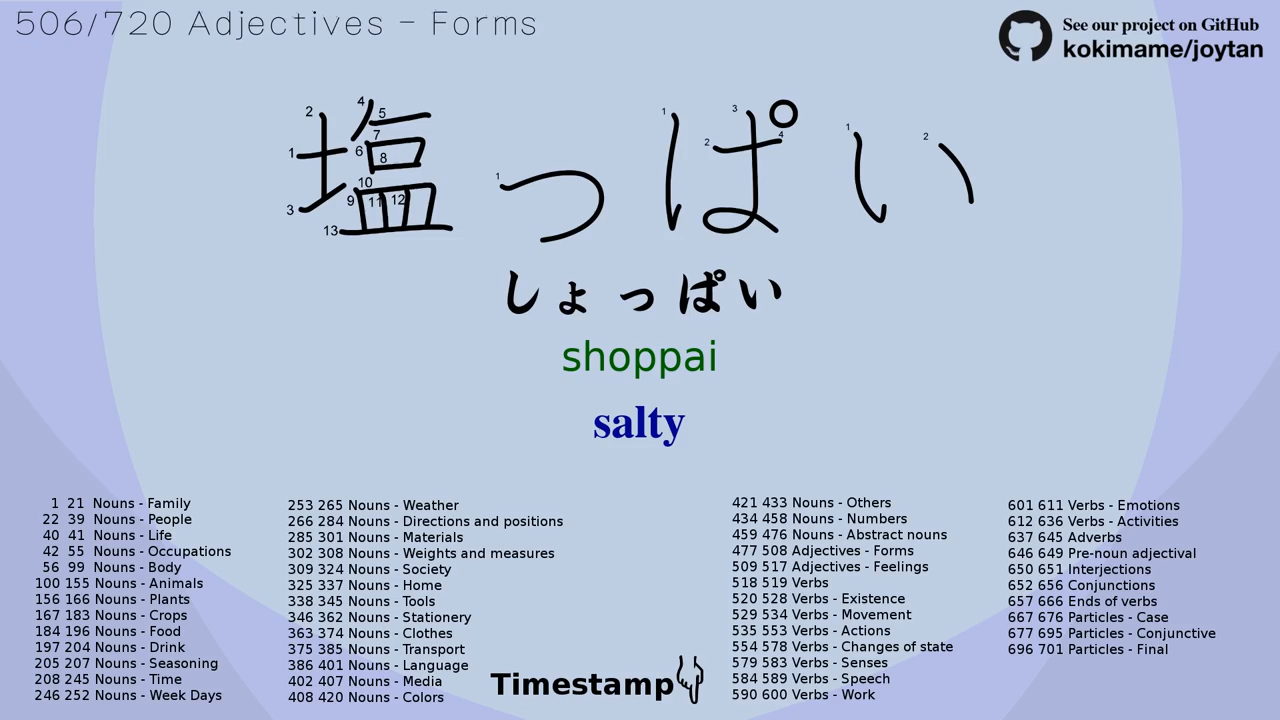 506/720 Adjectives - Forms
See our project on GitHub
kokimame/joytan
塩っぱい
しょっぱい
shoppai
salty
1 21 Nouns - Family
22 39 Nouns - People
40 41 Nouns - Life
42 55 Nouns - Occupations
56 99 Nouns - Body
100 155 Nouns - Animals
156 166 Nouns - Plants
167 183 Nouns - Crops
184 196 Nouns - Food
197 204 Nouns - Drink
205 207 Nouns - Seasoning
208 245 Nouns - Time
246 252 Nouns - Week Days
253 265 Nouns - Weather
266 284 Nouns - Directions and positions
285 301 Nouns - Materials
302 308 Nouns - Weights and measures
309 324 Nouns - Society
325 337 Nouns - Home
338 345 Nouns - Tools
346 362 Nouns - Stationery
363 374 Nouns - Clothes
375 385 Nouns - Transport
386 401 Nouns - Language
402 407 Nouns - Media
408 420 Nouns - Colors
Timestamp
421 433 Nouns - Others
434 458 Nouns - Numbers
459 476 Nouns - Abstract nouns
477 508 Adjectives - Forms
509 517 Adjectives - Feelings
518 519 Verbs
520 528 Verbs - Existence
529 534 Verbs - Movement
535 553 Verbs - Actions
554 578 Verbs - Changes of state
579 583 Verbs - Senses
584 589 Verbs - Speech
590 600 Verbs - Work
601 611 Verbs - Emotions
612 636 Verbs - Activities
637 645 Adverbs
646 649 Pre-noun adjectival
650 651 Interjections
652 656 Conjunctions
657 666 Ends of verbs
667 676 Particles - Case
677 695 Particles - Conjunctive
696 701 Particles - Final